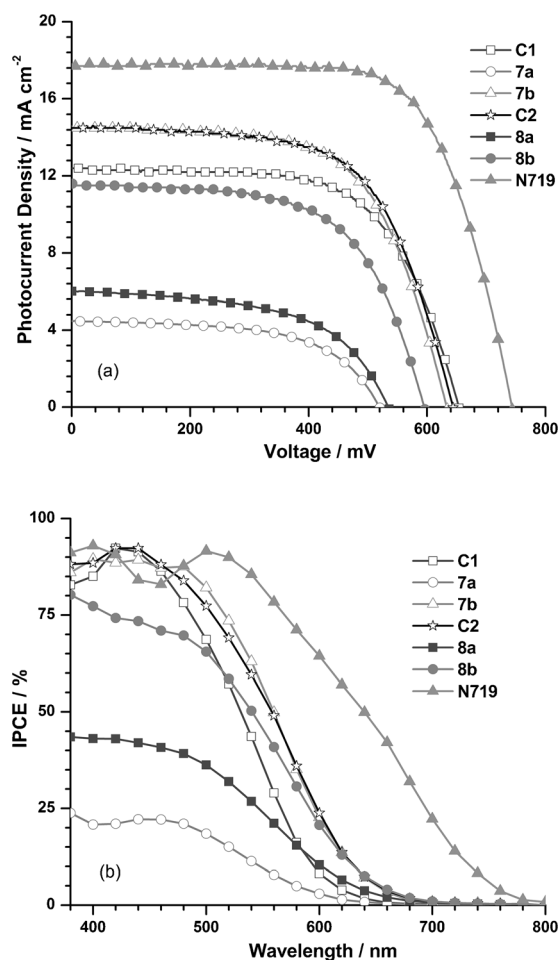 20
16
12
8
4
0
Photocurrent Density / mA cm⁻²
C1
7a
7b
C2
8a
8b
N719
(a)
0
200
400
600
800
Voltage / mV
100
75
50
25
0
IPCE / %
C1
7a
7b
C2
8a
8b
N719
(b)
400
500
600
700
800
Wavelength / nm